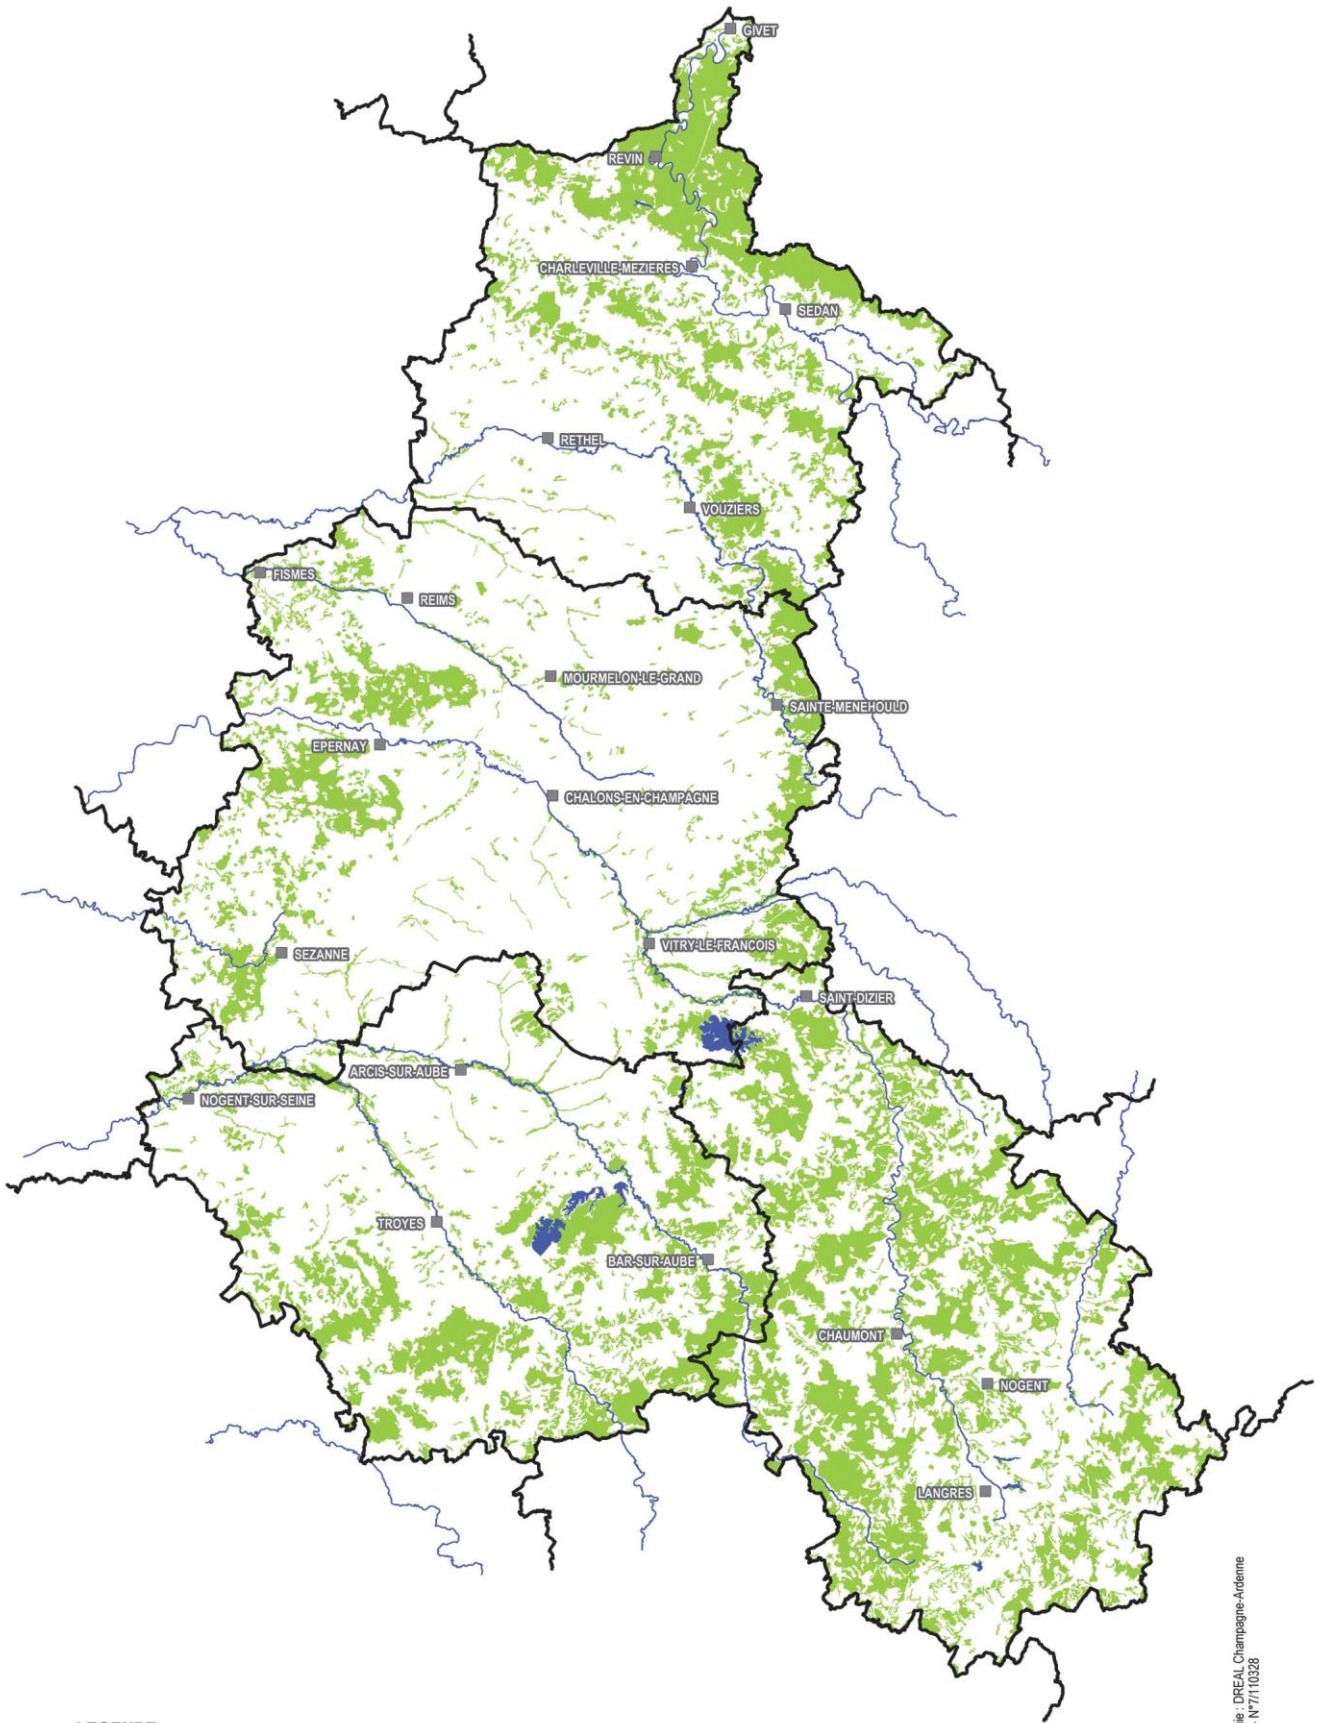 GIVET
REVIN
CHARLEVILLE-MEZIERES
SEDAN
RETHEL
VOUZIERS
FISMES
REIMS
MOURMELON-LE-GRAND
SAINTE-MENEHOULD
EPERNAY
CHALONS-EN-CHAMPAGNE
VITRY-LE-FRANCOIS
SEZANNE
SAINT-DIZIER
ARCIS-SUR-AUBE
NOGENT-SUR-SEINE
TROYES
BAR-SUR-AUBE
CHAUMONT
NOGENT
LANGRES
: DREAL Champagne-Ardenne
N°7/110328